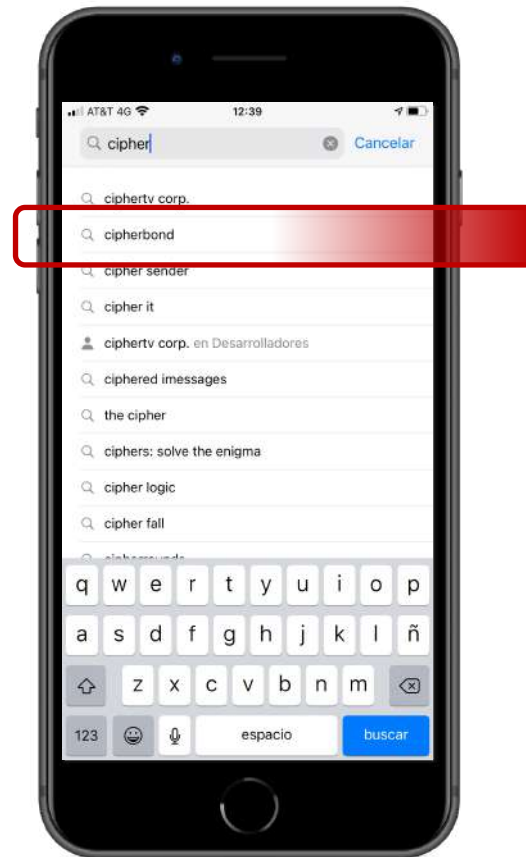 AT&T 4G 12:39
cipher Cancelar
ciphertv corp.
cipherbond
cipher sender
cipher it
ciphertv corp. en Desarrolladores
ciphered imessages
the cipher
ciphers: solve the enigma
cipher logic
cipher fall
q w e r t y u i o p
a s d f g h j k l ñ
z x c v b n m
123 espacio buscar